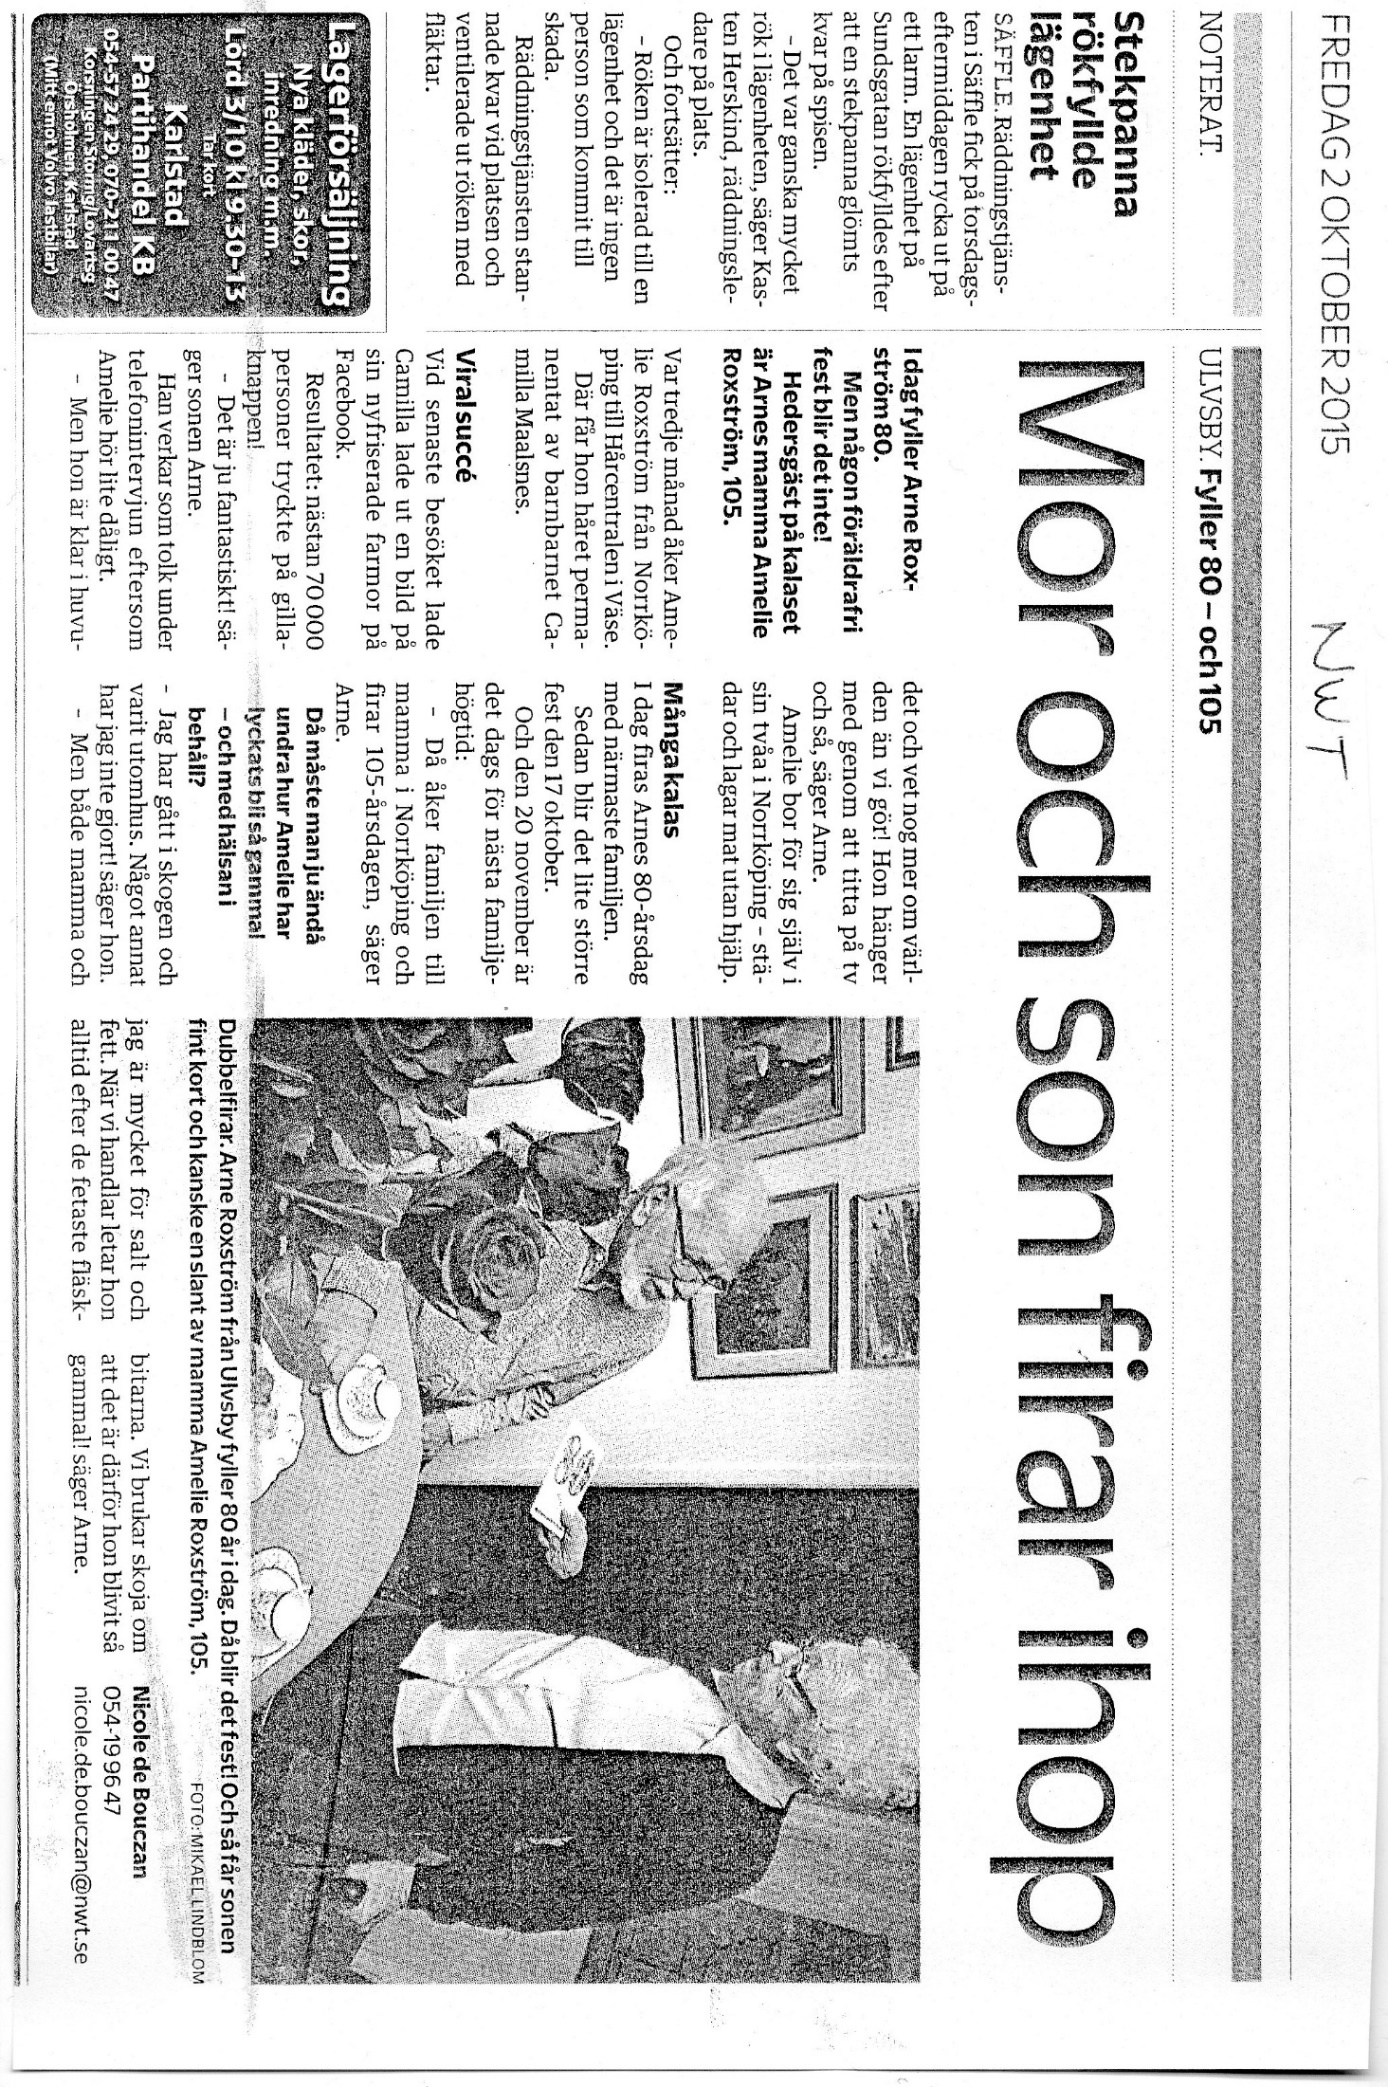 FREDAG 2 OKTOBER 2015
NWT
NOTERAT.
Stekpanna
rökfyllde
lägenhet
SÄFFLE. Räddningstjäns-
ten i Säffle fick på torsdags-
eftermiddagen rycka ut på
ett larm. En lägenhet på
Sundsgatan rökfylldes efter
att en stekpanna glömts
kvar på spisen.
– Det var ganska mycket
rök i lägenheten, säger Kas-
ten Herskind, räddningsle-
dare på plats.
Och fortsätter:
– Röken är isolerad till en
lägenhet och det är ingen
person som kommit till
skada.
Räddningstjänsten stan-
nade kvar vid platsen och
ventilerade ut röken med
fläktar.
Lagerförsäljning
Nya kläder, skor,
inredning m.m.
Lörd 3/10 kl 9.30-13
Tar kort
Karlstad
Partihandel KB
054-57 24 29, 070-211 00 47
Korsningen Stormg/Lovartsg
Orrholmen, Karlstad
(Mitt emot Volvo lastbilar)
ULVSBY. Fyller 80 – och 105
Mor och son firar ihop
I dag fyller Arne Rox-
ström 80.
Men någon föräldrafri
fest blir det inte!
Hedersgäst på kalaset
är Arnes mamma Amelie
Roxström, 105.
Var tredje månad åker Ame-
lie Roxström från Norrkö-
ping till Hårcentralen i Väse.
Där får hon håret perma-
nentat av barnbarnet Ca-
milla Maalsnes.
Viral succé
Vid senaste besöket lade
Camilla lade ut en bild på
sin nyfriserade farmor på
Facebook.
Resultatet: nästan 70 000
personer tryckte på gilla-
knappen!
– Det är ju fantastiskt! sä-
ger sonen Arne.
Han verkar som tolk under
telefonintervjun eftersom
Amelie hör lite dåligt.
– Men hon är klar i huvu-
det och vet nog mer om värl-
den än vi gör! Hon hänger
med genom att titta på tv
och så, säger Arne.
Amelie bor för sig själv i
sin tvåa i Norrköping – stä-
dar och lagar mat utan hjälp.
Många kalas
I dag firas Arnes 80-årsdag
med närmaste familjen.
Sedan blir det lite större
fest den 17 oktober.
Och den 20 november är
det dags för nästa familje-
högtid:
– Då åker familjen till
mamma i Norrköping och
firar 105-årsdagen, säger
Arne.
Då måste man ju ändå
undra hur Amelie har
lyckats bli så gammal
– och med hälsan i
behåll?
– Jag har gått i skogen och
varit utomhus. Något annat
har jag inte gjort! säger hon.
– Men både mamma och
jag är mycket för salt och
fett. När vi handlar letar hon
alltid efter de fetaste fläsk-
bitarna. Vi brukar skoja om
att det är därför hon blivit så
gammal! säger Arne.
Dubbelfirar. Arne Roxström från Ulvsby fyller 80 år i dag. Då blir det fest! Och så får sonen
fint kort och kanske en slant av mamma Amelie Roxström, 105.
FOTO: MIKAEL LINDBLOM
Nicole de Bouczan
054-19 96 47
nicole.de.bouczan@nwt.se